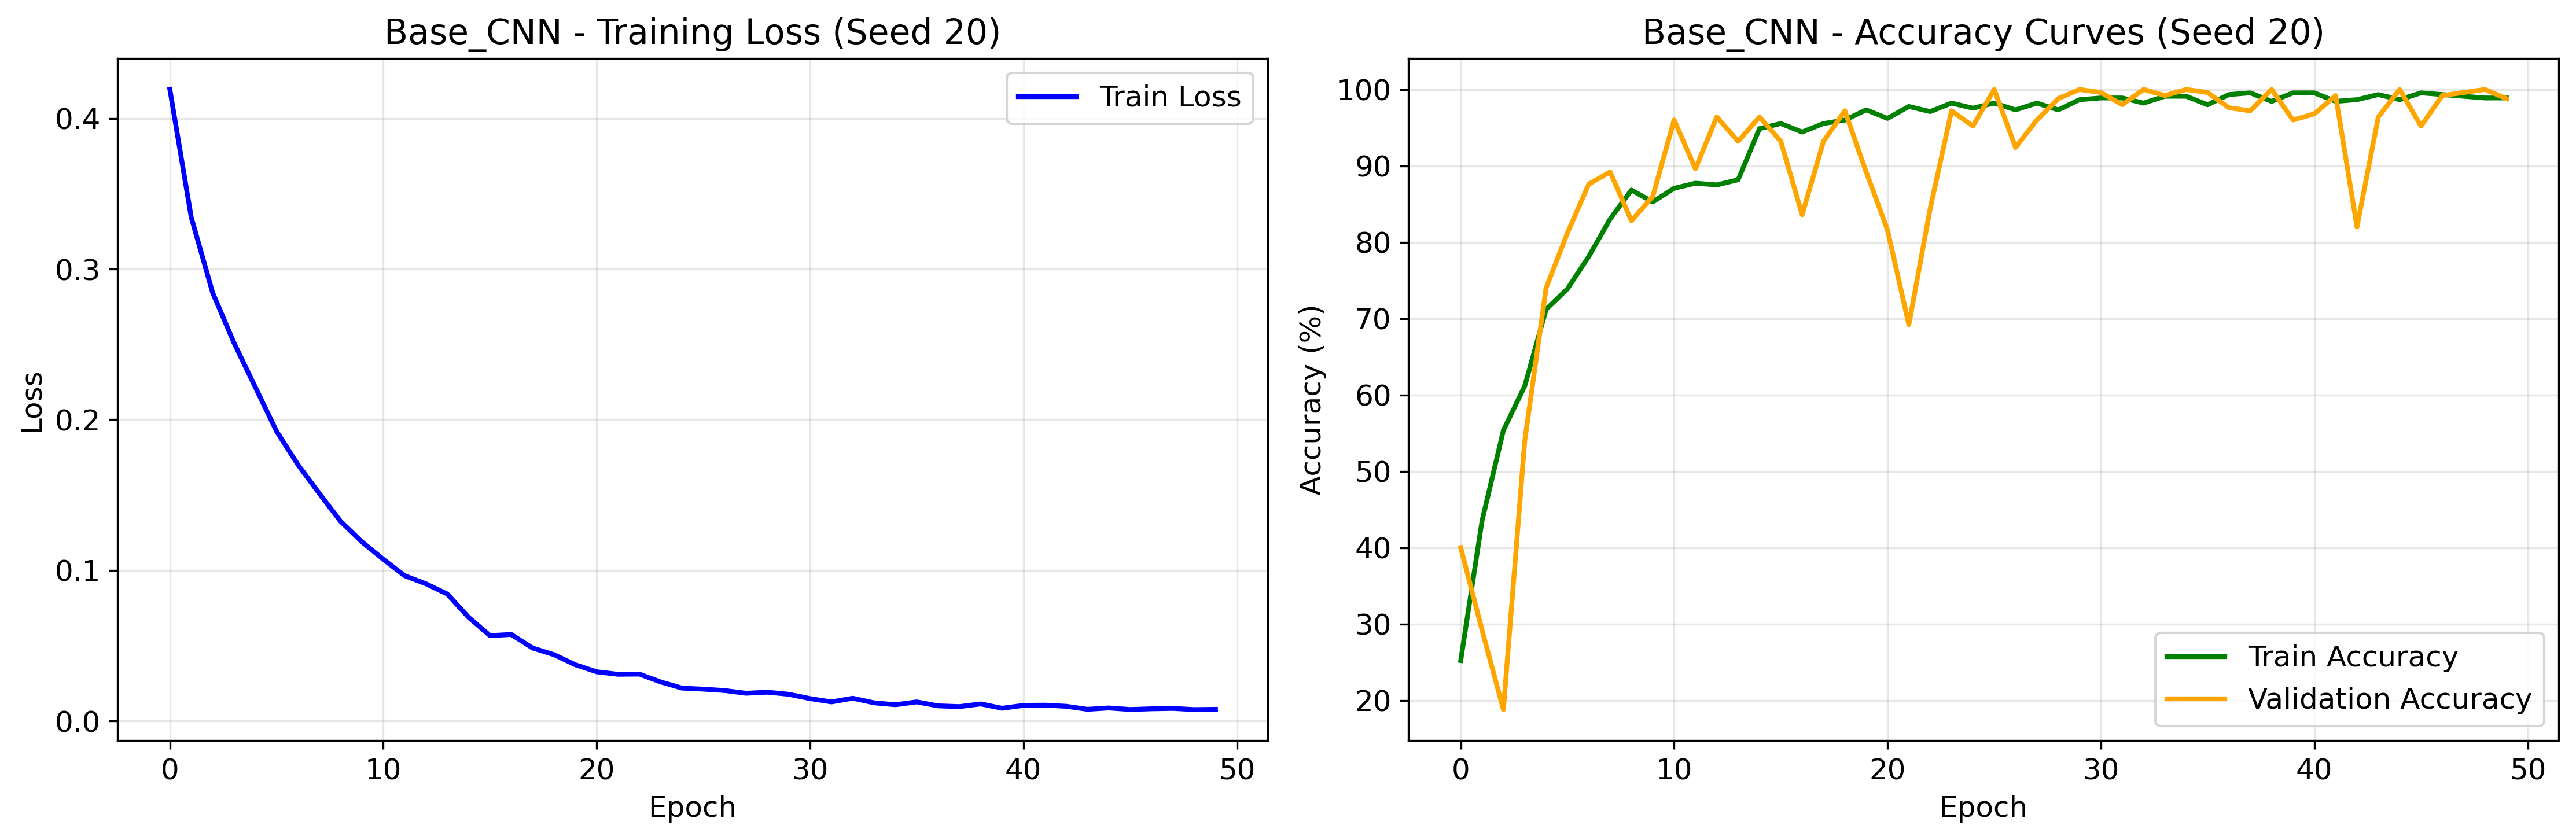 Base_CNN - Training Loss (Seed 20)
Train Loss
0.4
0.3
0.2
0.1
0.0
Loss
0 10 20 30 40 50
Epoch
Base_CNN - Accuracy Curves (Seed 20)
100
90
80
70
60
50
40
30
20
Accuracy (%)
Train Accuracy
Validation Accuracy
0 10 20 30 40 50
Epoch